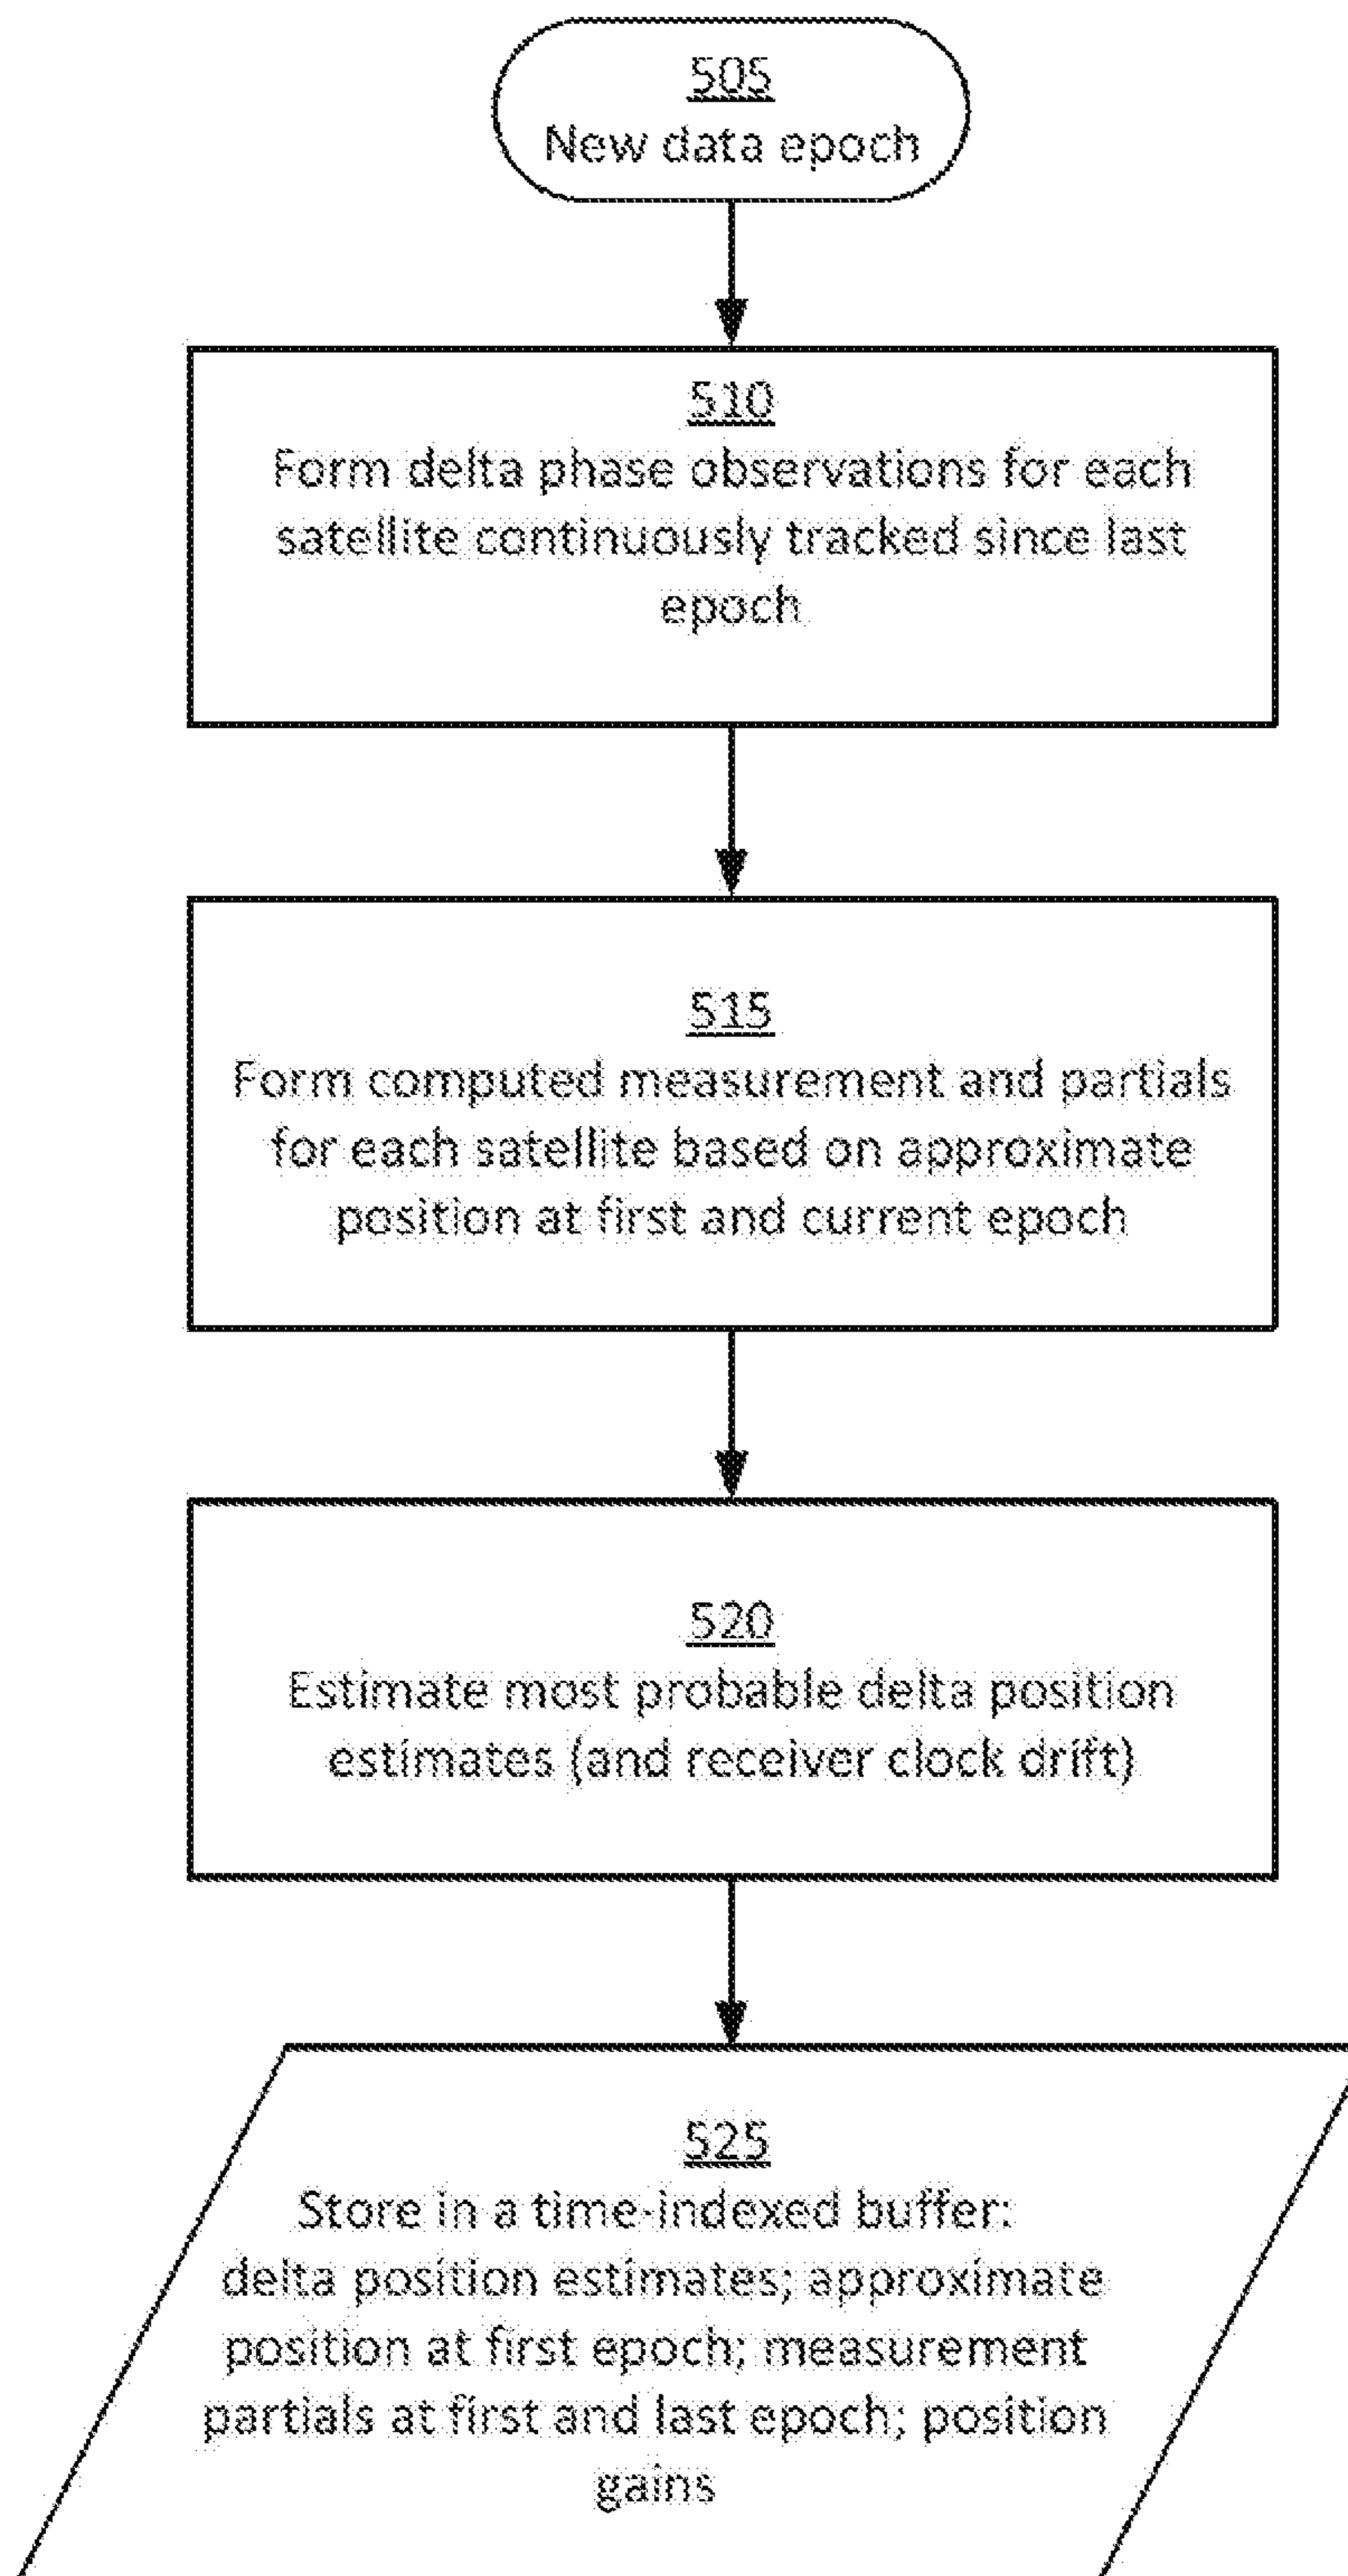 505
New data epoch
510
Form delta phase observations for each
satellite continuously tracked since last
epoch
515
Form computed measurement and partials
for each satellite based on approximate
position at first and current epoch
520
Estimate most probable delta position
estimates (and receiver clock drift)
525
Store in a time-indexed buffer:
delta position estimates; approximate
position at first epoch; measurement
partials at first and last epoch; position
gains